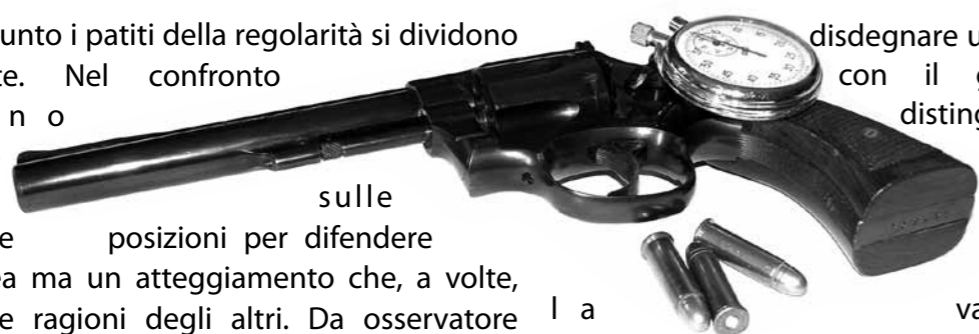 unto i patiti della regolarità si dividono
te. Nel confronto
n o
sulle
e posizioni per difendere
ea ma un atteggiamento che, a volte,
e ragioni degli altri. Da osservatore
disdegnare u
con il g
disting
l a va